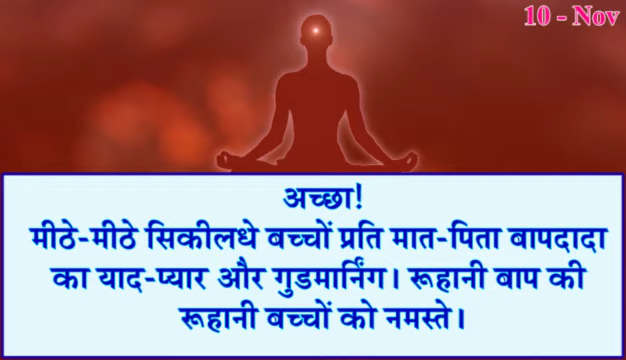 10 - Nov
अच्छा!
मीठे-मीठे सिकीलधे बच्चों प्रति मात-पिता बापदादा
का याद-प्यार और गुडमार्निंग। रूहानी बाप की
रूहानी बच्चों को नमस्ते।